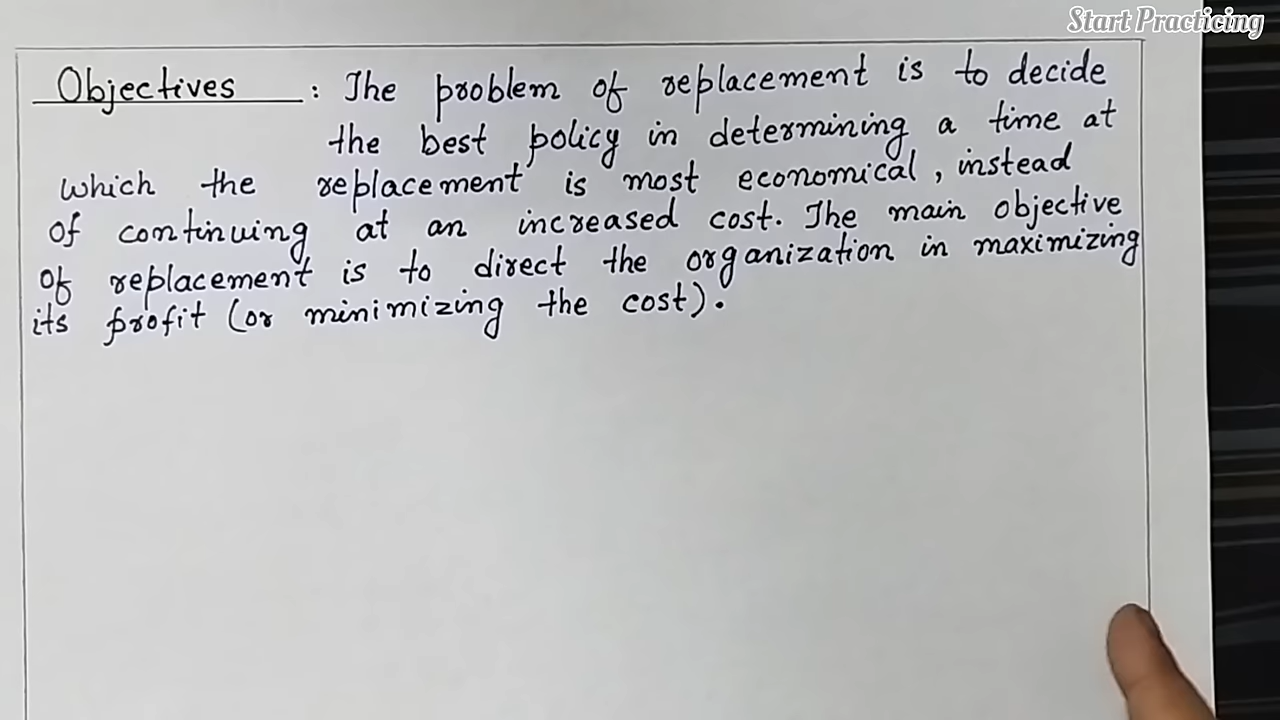 Start Practicing
Objectives : The problem of replacement is to decide
the best policy in determining a time at
which the replacement is most economical, instead
of continuing at an increased cost. The main objective
of replacement is to direct the organization in maximizing
its profit (or minimizing the cost).